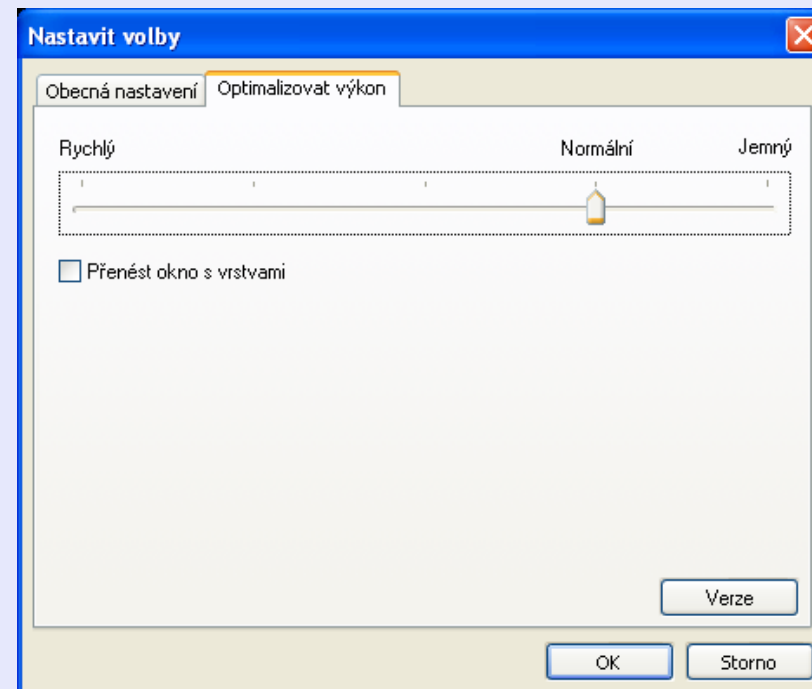 Nastavit volby
Obecná nastavení Optimalizovat výkon
Rychlý Normální Jemný
Přenést okno s vrstvami
Verze
OK Storno